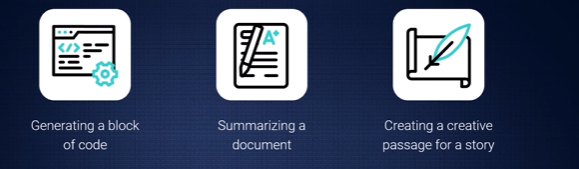 </>
A+
Generating a block
of code
Summarizing a
document
Creating a creative
passage for a story